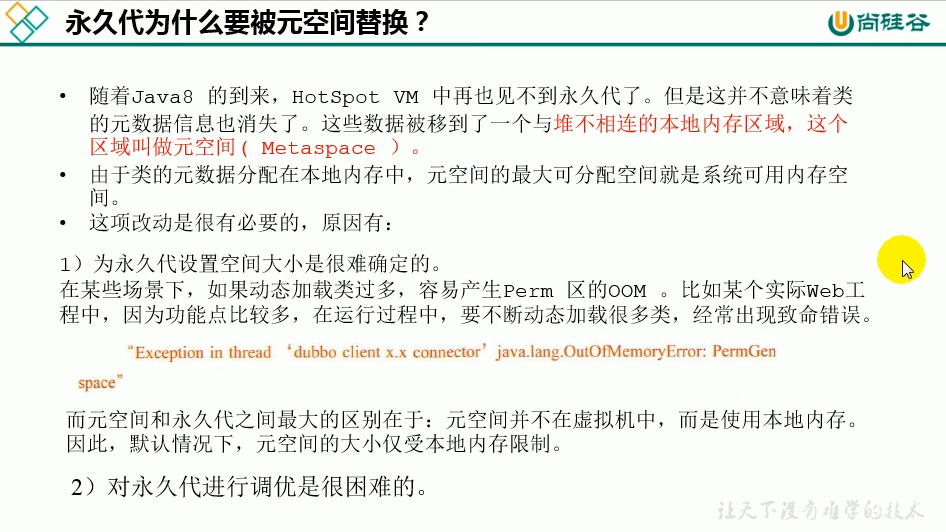 永久代为什么要被元空间替换？
尚硅谷
• 随着Java8 的到来，HotSpot VM 中再也见不到永久代了。但是这并不意味着类
的元数据信息也消失了。这些数据被移到了一个与堆不相连的本地内存区域，这个
区域叫做元空间( Metaspace )。
• 由于类的元数据分配在本地内存中，元空间的最大可分配空间就是系统可用内存空
间。
• 这项改动是很有必要的，原因有：
1）为永久代设置空间大小是很难确定的。
在某些场景下，如果动态加载类过多，容易产生Perm 区的OOM 。比如某个实际Web工
程中，因为功能点比较多，在运行过程中，要不断动态加载很多类，经常出现致命错误。
“Exception in thread ‘dubbo client x.x connector’ java.lang.OutOfMemoryError: PermGen
space”
而元空间和永久代之间最大的区别在于：元空间并不在虚拟机中，而是使用本地内存。
因此，默认情况下，元空间的大小仅受本地内存限制。
2）对永久代进行调优是很困难的。
让天下没有难学的技术